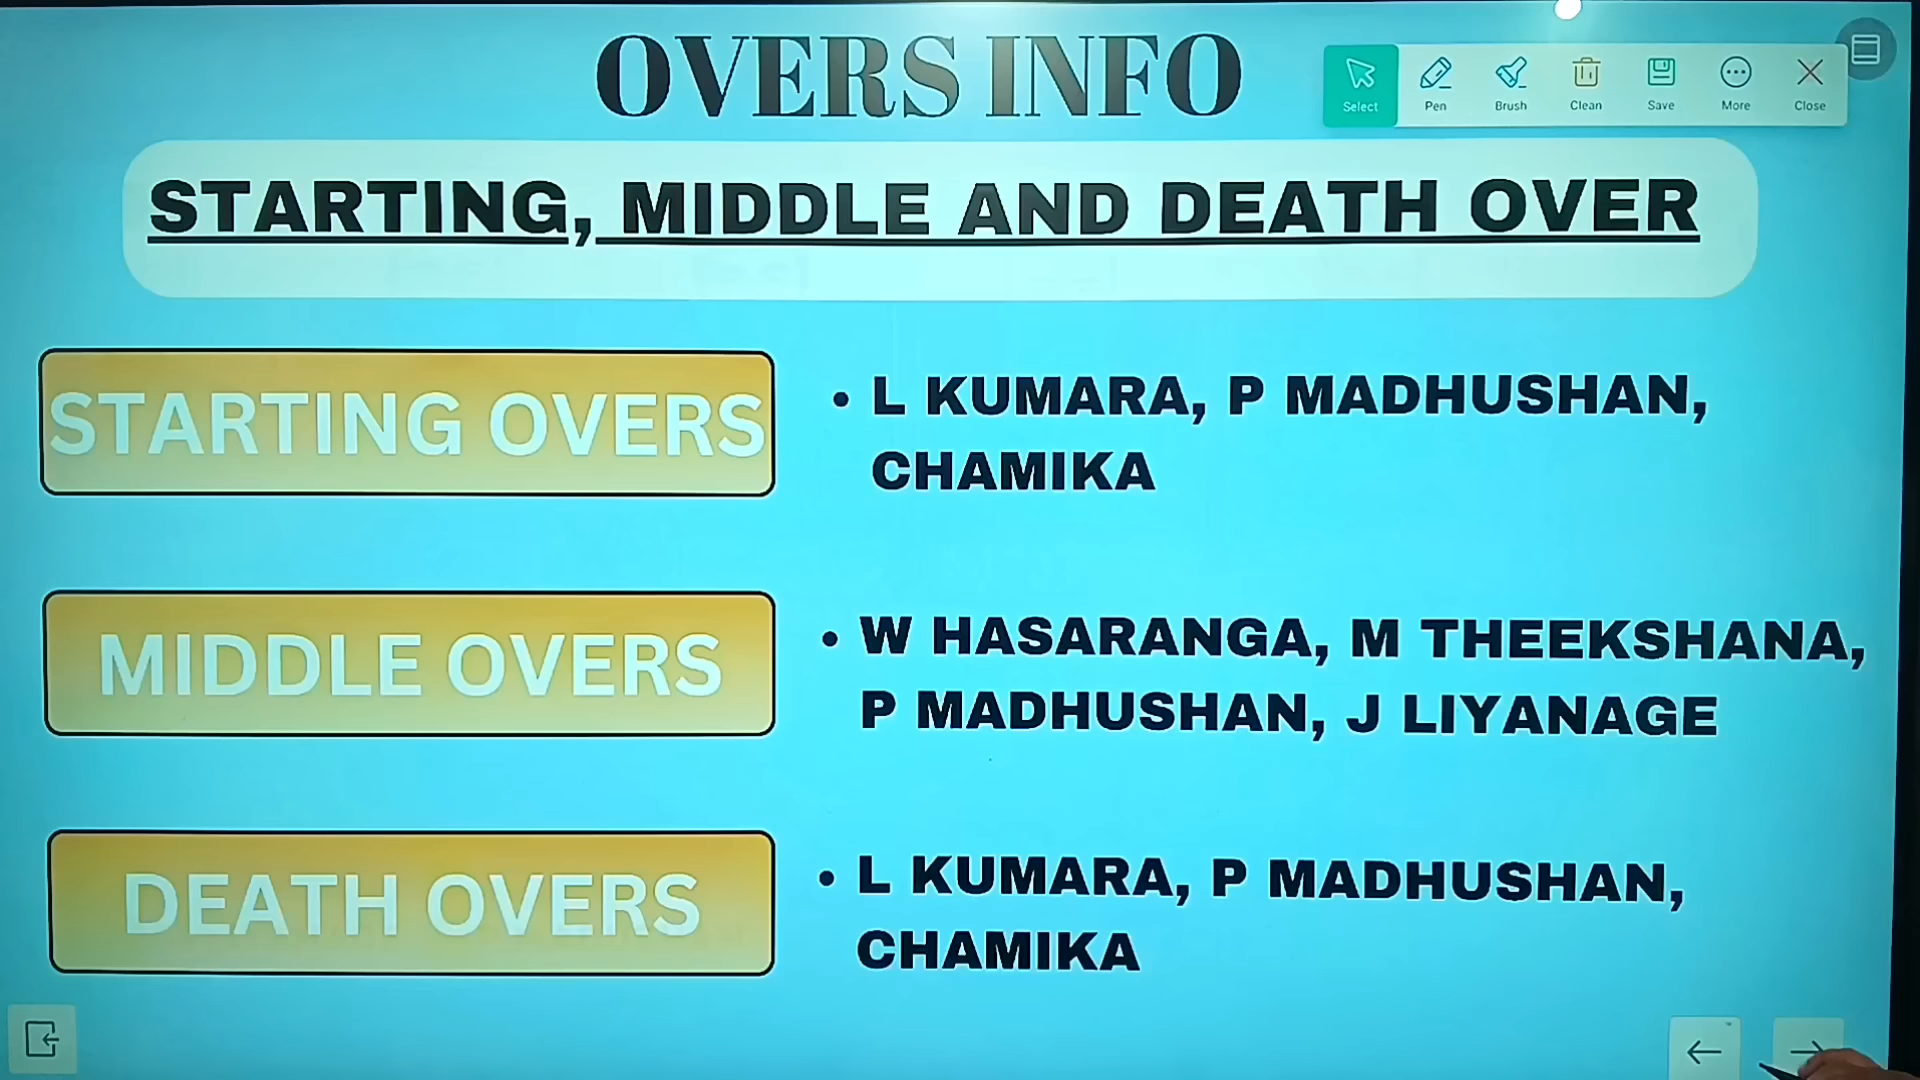 OVERS INFO
Select Pen Brush Clean Save More Close
STARTING, MIDDLE AND DEATH OVER
STARTING OVERS
• L KUMARA, P MADHUSHAN,
CHAMIKA
MIDDLE OVERS
• W HASARANGA, M THEEKSHANA,
P MADHUSHAN, J LIYANAGE
DEATH OVERS
• L KUMARA, P MADHUSHAN,
CHAMIKA